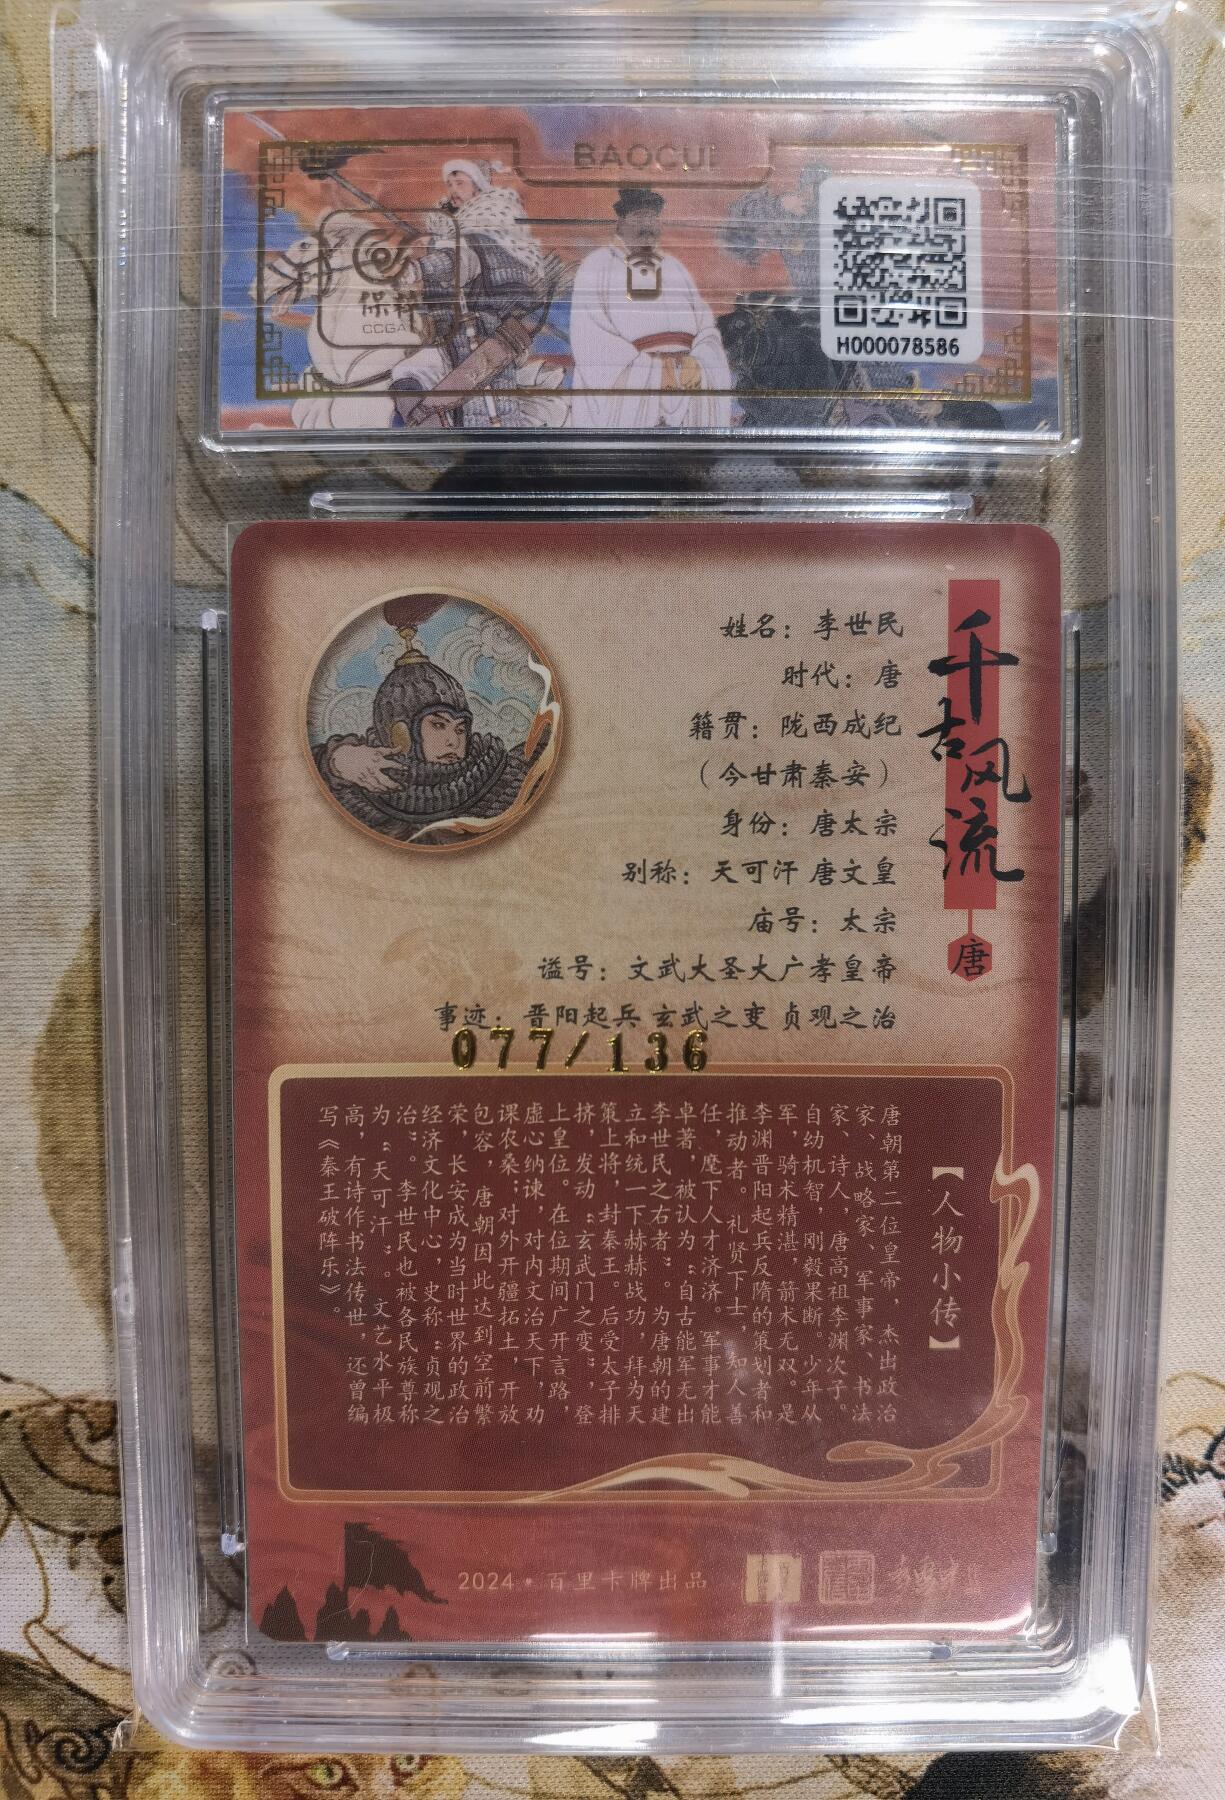 BAOCUI
保粹
CCGA
H000078586
千古风流
唐
姓名：李世民
时代：唐
籍贯：陇西成纪
（今甘肃秦安）
身份：唐太宗
别称：天可汗 唐文皇
庙号：太宗
谥号：文武大圣大广孝皇帝
事迹：晋阳起兵 玄武之变 贞观之治
077/136
【人物小传】
唐朝第二位皇帝，杰出政治
家、战略家、军事家、书法
家、诗人，唐高祖李渊次子。
自幼机智，刚毅果断。少年从
军，骑术精湛，箭术无双。是
李渊晋阳起兵反隋的策划者和
推动者。礼贤下士，知人善
任，麾下人才济济。军事才能
卓著，被认为“自古能军无出
李世民之右者”。为唐朝的建
立和统一下赫赫战功，拜为天
策上将，封秦王。后受太子排
挤，发动“玄武门之变”，登
上皇位。在位期间广开言路，
虚心纳谏，对内文治天下，劝
课农桑；对外开疆拓土，开放
包容，唐朝因此达到空前繁
荣，长安成为当时世界的政治
经济文化中心，史称“贞观之
治”。李世民也被各民族尊称
为“天可汗”。文艺水平极
高，有诗作书法传世，还曾编
写《秦王破阵乐》。
2024·百里卡牌出品